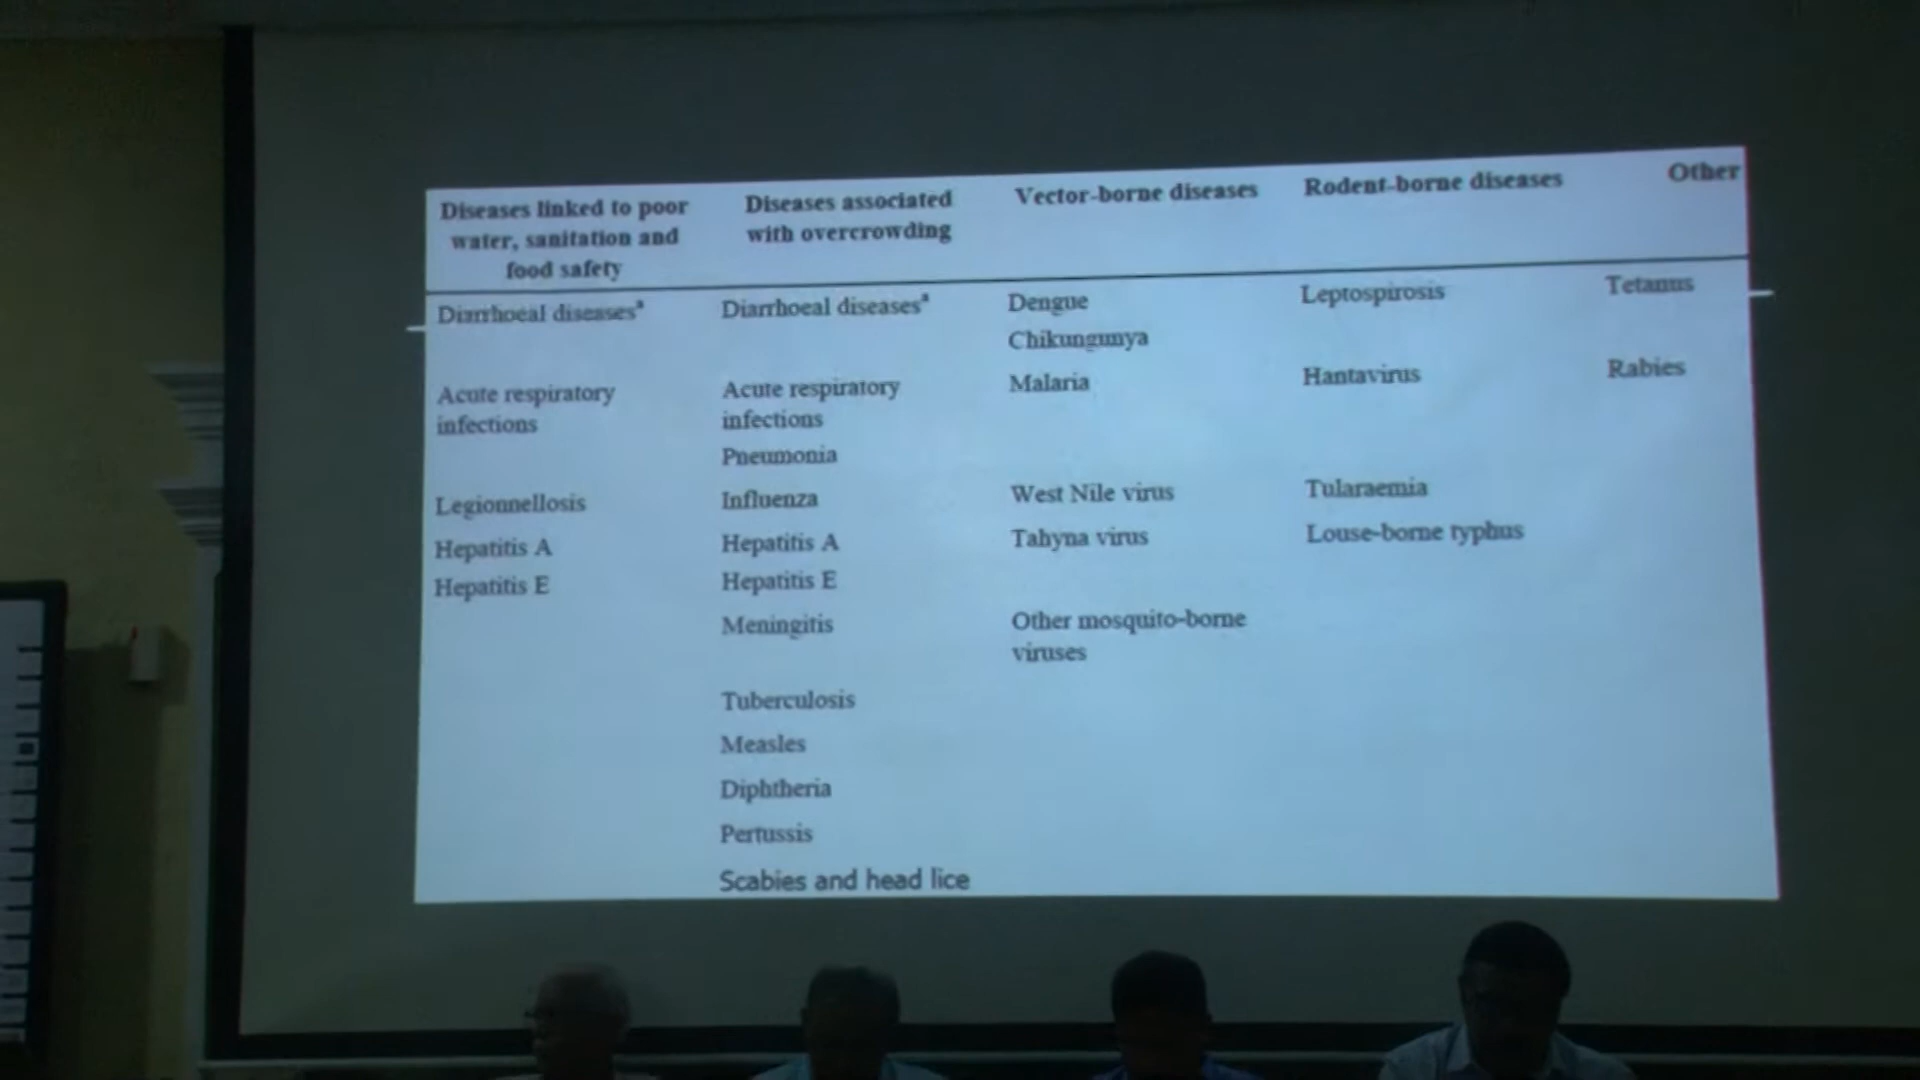 Diseases linked to poor
water, sanitation and
food safety
Diseases associated
with overcrowding
Vector-borne diseases
Rodent-borne diseases
Other
Diarrhoeal diseasesª
Diarrhoeal diseasesª
Dengue
Leptospirosis
Tetanus
Chikungunya
Acute respiratory
infections
Acute respiratory
infections
Malaria
Hantavirus
Rabies
Pneumonia
Legionnellosis
Influenza
West Nile virus
Tularaemia
Hepatitis A
Hepatitis A
Tahyna virus
Louse-borne typhus
Hepatitis E
Hepatitis E
Meningitis
Other mosquito-borne
viruses
Tuberculosis
Measles
Diphtheria
Pertussis
Scabies and head lice